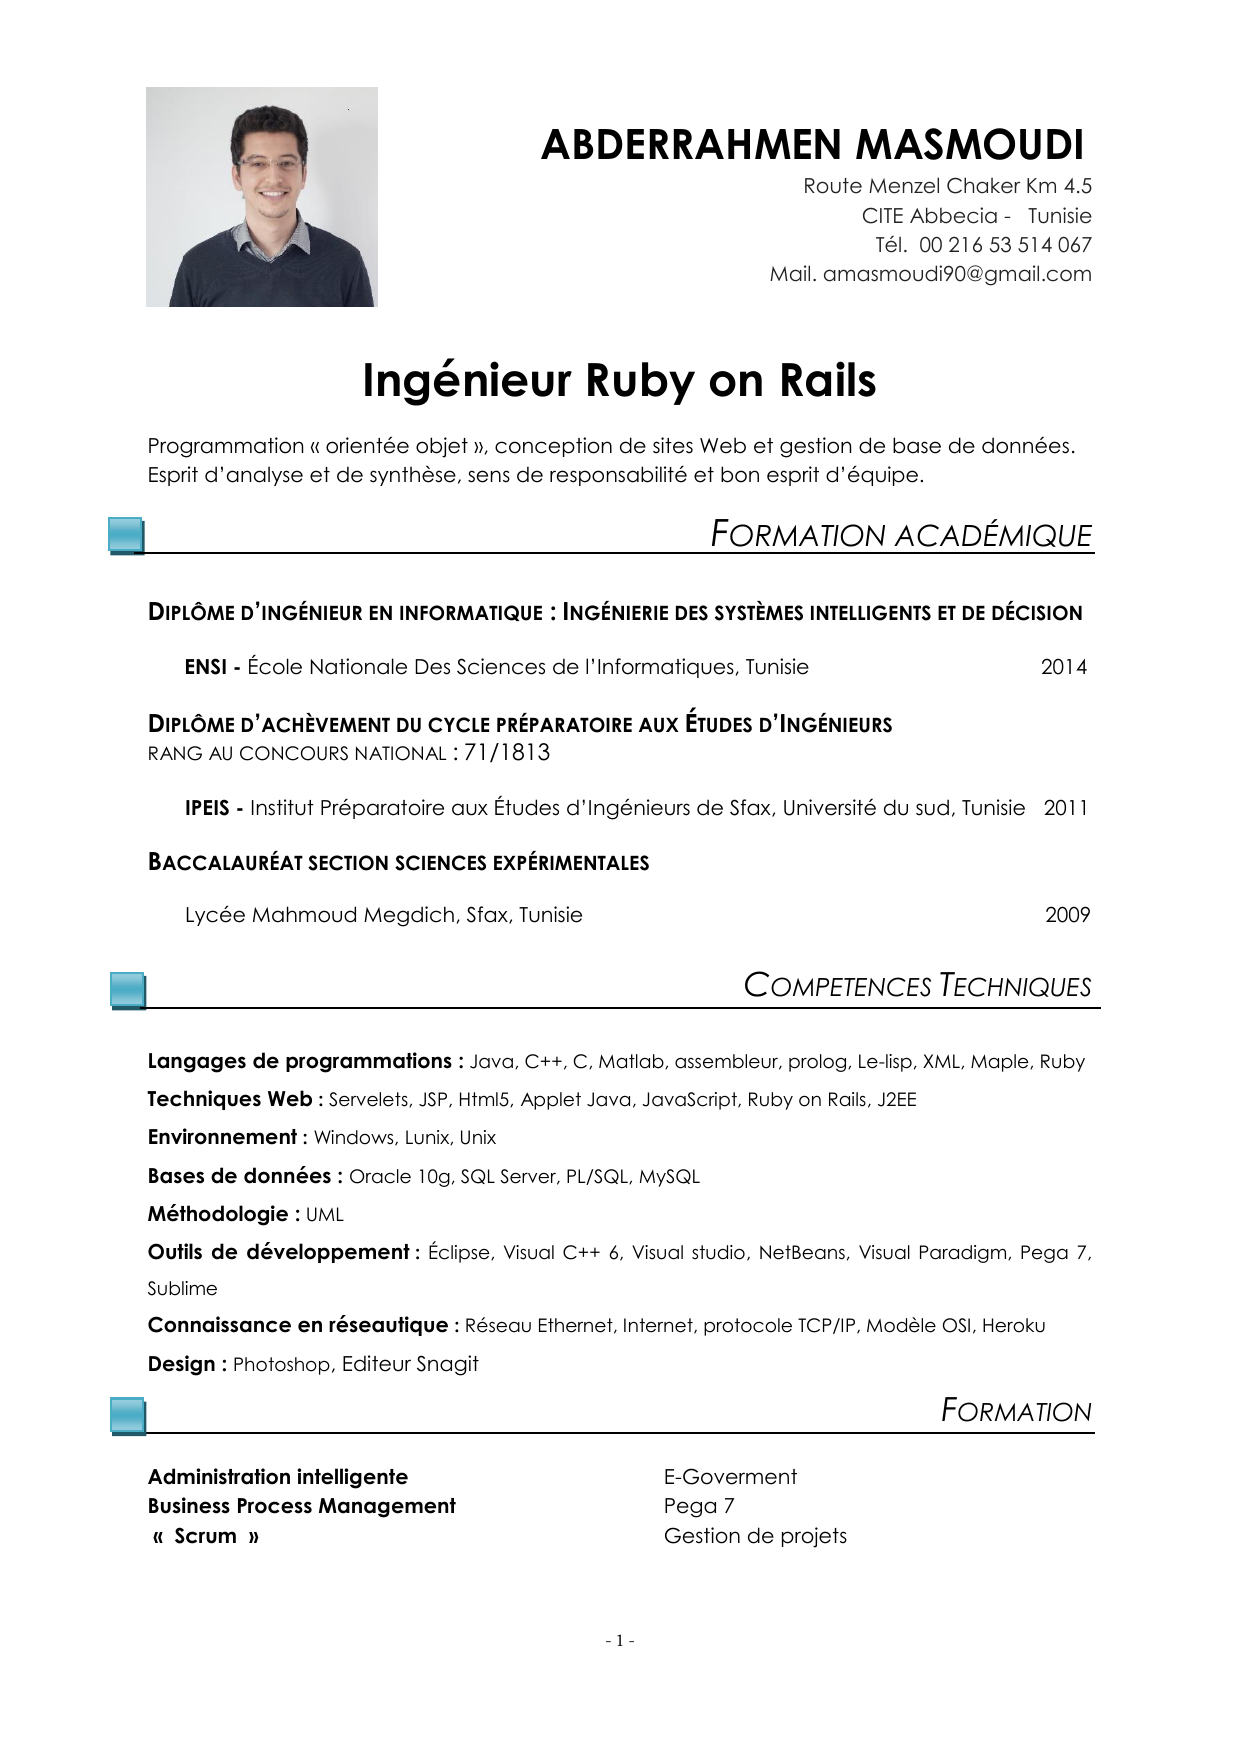 ABDERRAHMEN MASMOUDI
Route Menzel Chaker Km 4.5
CITE Abbecia - Tunisie
Tél. 00 216 53 514 067
Mail. amasmoudi90@gmail.com
Ingénieur Ruby on Rails
Programmation « orientée objet », conception de sites Web et gestion de base de données.
Esprit d’analyse et de synthèse, sens de responsabilité et bon esprit d’équipe.
FORMATION ACADÉMIQUE
DIPLÔME D’INGÉNIEUR EN INFORMATIQUE : INGÉNIERIE DES SYSTÈMES INTELLIGENTS ET DE DÉCISION
ENSI - École Nationale Des Sciences de l’Informatiques, Tunisie 2014
DIPLÔME D’ACHÈVEMENT DU CYCLE PRÉPARATOIRE AUX ÉTUDES D’INGÉNIEURS
RANG AU CONCOURS NATIONAL : 71/1813
IPEIS - Institut Préparatoire aux Études d’Ingénieurs de Sfax, Université du sud, Tunisie 2011
BACCALAURÉAT SECTION SCIENCES EXPÉRIMENTALES
Lycée Mahmoud Megdich, Sfax, Tunisie 2009
COMPETENCES TECHNIQUES
Langages de programmations : Java, C++, C, Matlab, assembleur, prolog, Le-lisp, XML, Maple, Ruby
Techniques Web : Servelets, JSP, Html5, Applet Java, JavaScript, Ruby on Rails, J2EE
Environnement : Windows, Lunix, Unix
Bases de données : Oracle 10g, SQL Server, PL/SQL, MySQL
Méthodologie : UML
Outils de développement : Éclipse, Visual C++ 6, Visual studio, NetBeans, Visual Paradigm, Pega 7,
Sublime
Connaissance en réseautique : Réseau Ethernet, Internet, protocole TCP/IP, Modèle OSI, Heroku
Design : Photoshop, Editeur Snagit
FORMATION
Administration intelligente E-Goverment
Business Process Management Pega 7
« Scrum » Gestion de projets
- 1 -